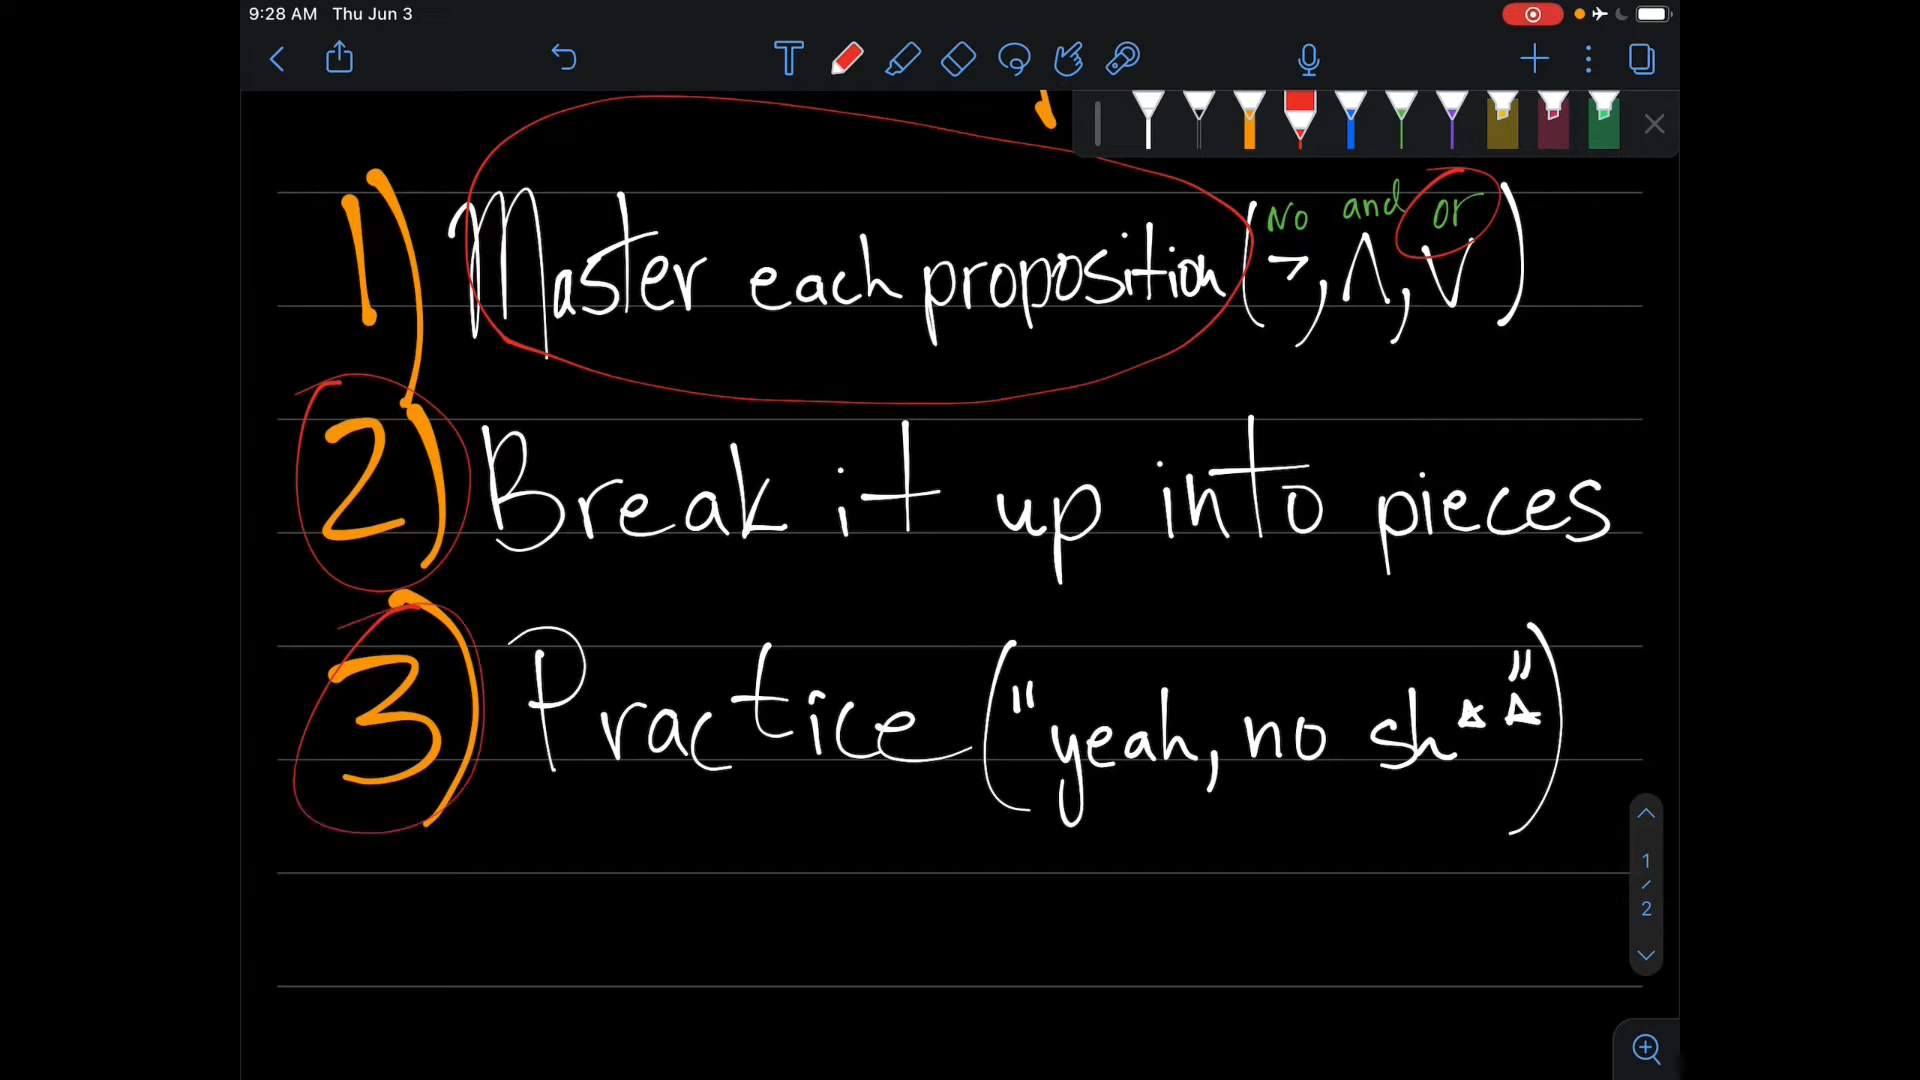 9:28 AM Thu Jun 3
No and or
1) Master each proposition (¬, ∧, ∨)
2) Break it up into pieces
3) Practice ("yeah, no sh**")
1
/
2